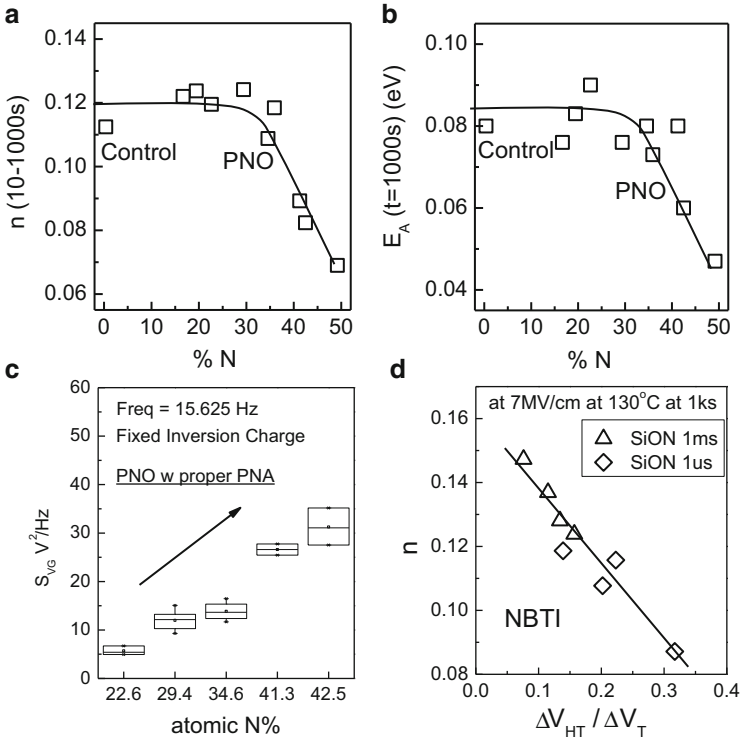 a
n (10-1000s)
0.14
0.12
0.10
0.08
0.06
Control
PNO
0 10 20 30 40 50
% N
b
E_A (t=1000s) (eV)
0.10
0.08
0.06
0.04
Control
PNO
0 10 20 30 40 50
% N
c
S_VG V²/Hz
60
50
40
30
20
10
0
Freq = 15.625 Hz
Fixed Inversion Charge
PNO w proper PNA
22.6 29.4 34.6 41.3 42.5
atomic N%
d
n
0.16
0.14
0.12
0.10
0.08
at 7MV/cm at 130°C at 1ks
SiON 1ms
SiON 1us
NBTI
0.0 0.1 0.2 0.3 0.4
ΔV_HT / ΔV_T